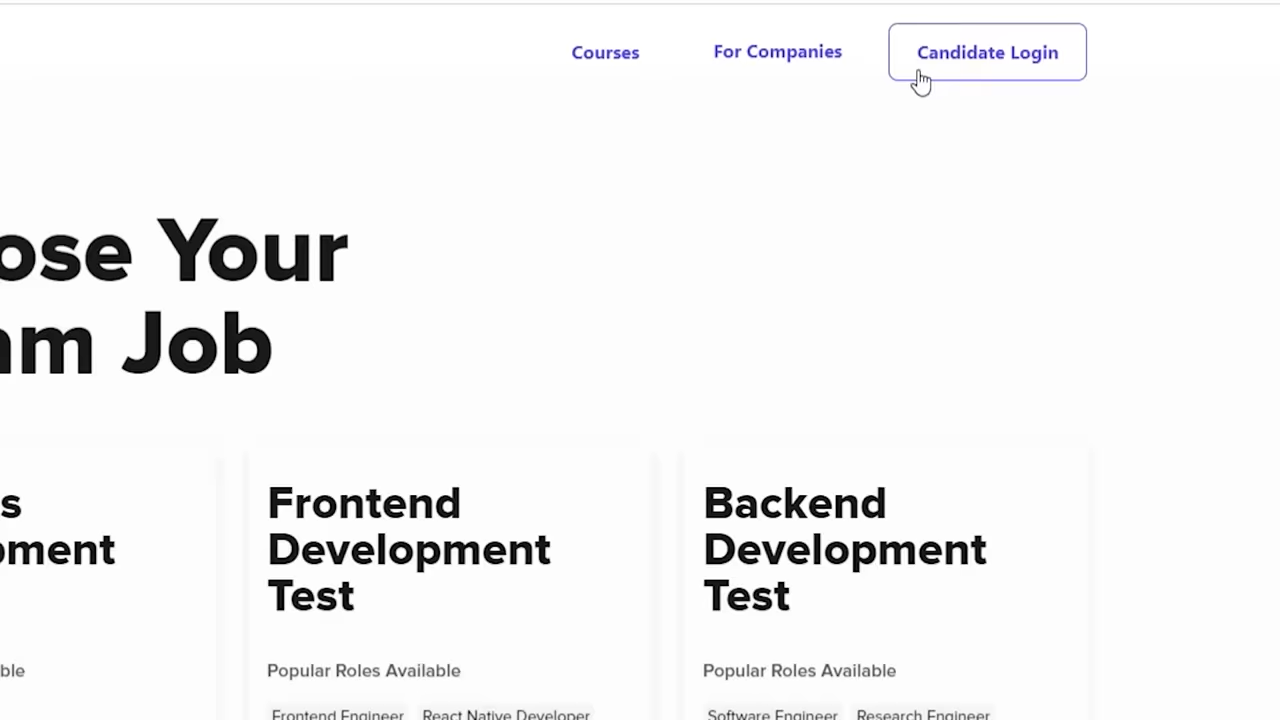 Courses For Companies Candidate Login
ose Your
am Job
s
pment
Frontend
Development
Test
Backend
Development
Test
ble
Popular Roles Available
Popular Roles Available
Frontend Engineer React Native Developer
Software Engineer Research Engineer